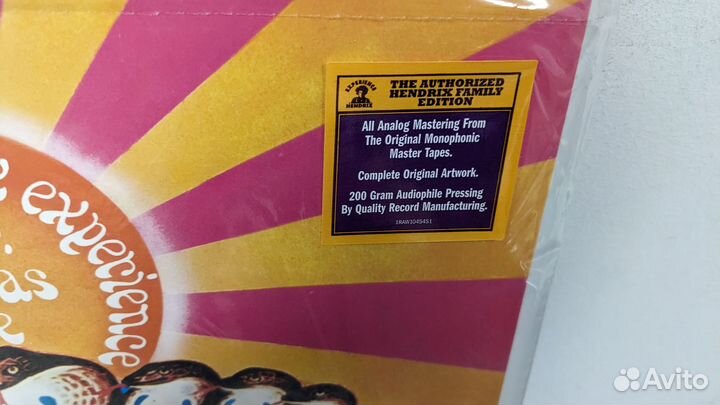 EXPERIENCE
HENDRIX
THE AUTHORIZED
HENDRIX FAMILY
EDITION
All Analog Mastering From
The Original Monophonic
Master Tapes.
Complete Original Artwork.
200 Gram Audiophile Pressing
By Quality Record Manufacturing.
1RAW1045451
experience
as
Avito